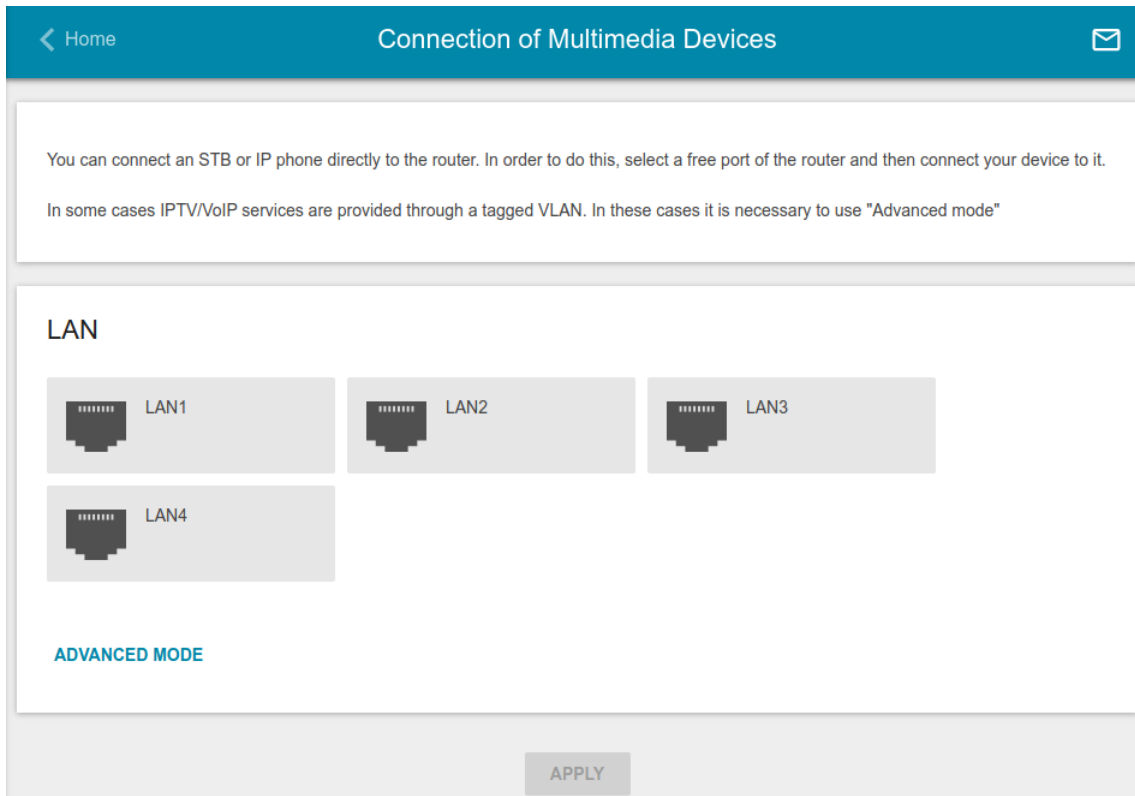 Home
Connection of Multimedia Devices
You can connect an STB or IP phone directly to the router. In order to do this, select a free port of the router and then connect your device to it.
In some cases IPTV/VoIP services are provided through a tagged VLAN. In these cases it is necessary to use "Advanced mode"
LAN
LAN1
LAN2
LAN3
LAN4
ADVANCED MODE
APPLY